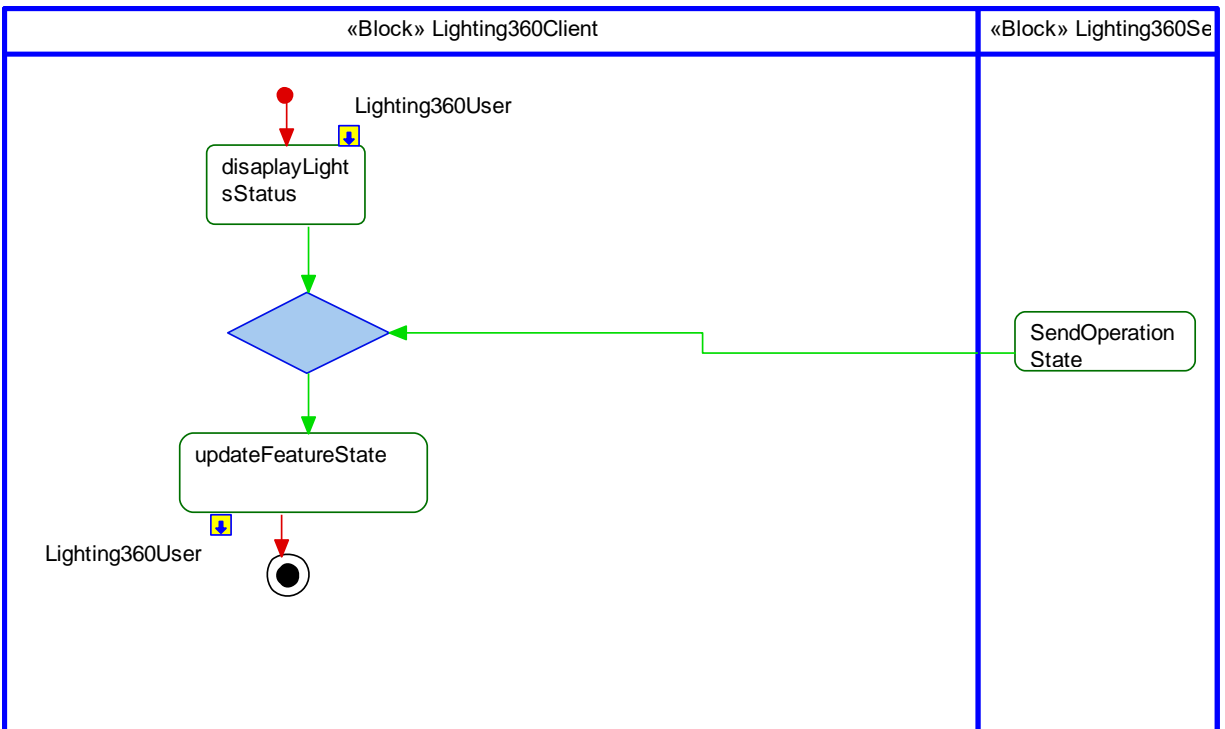 «Block» Lighting360Client
«Block» Lighting360Se
Lighting360User
disaplayLight
sStatus
SendOperation
State
updateFeatureState
Lighting360User